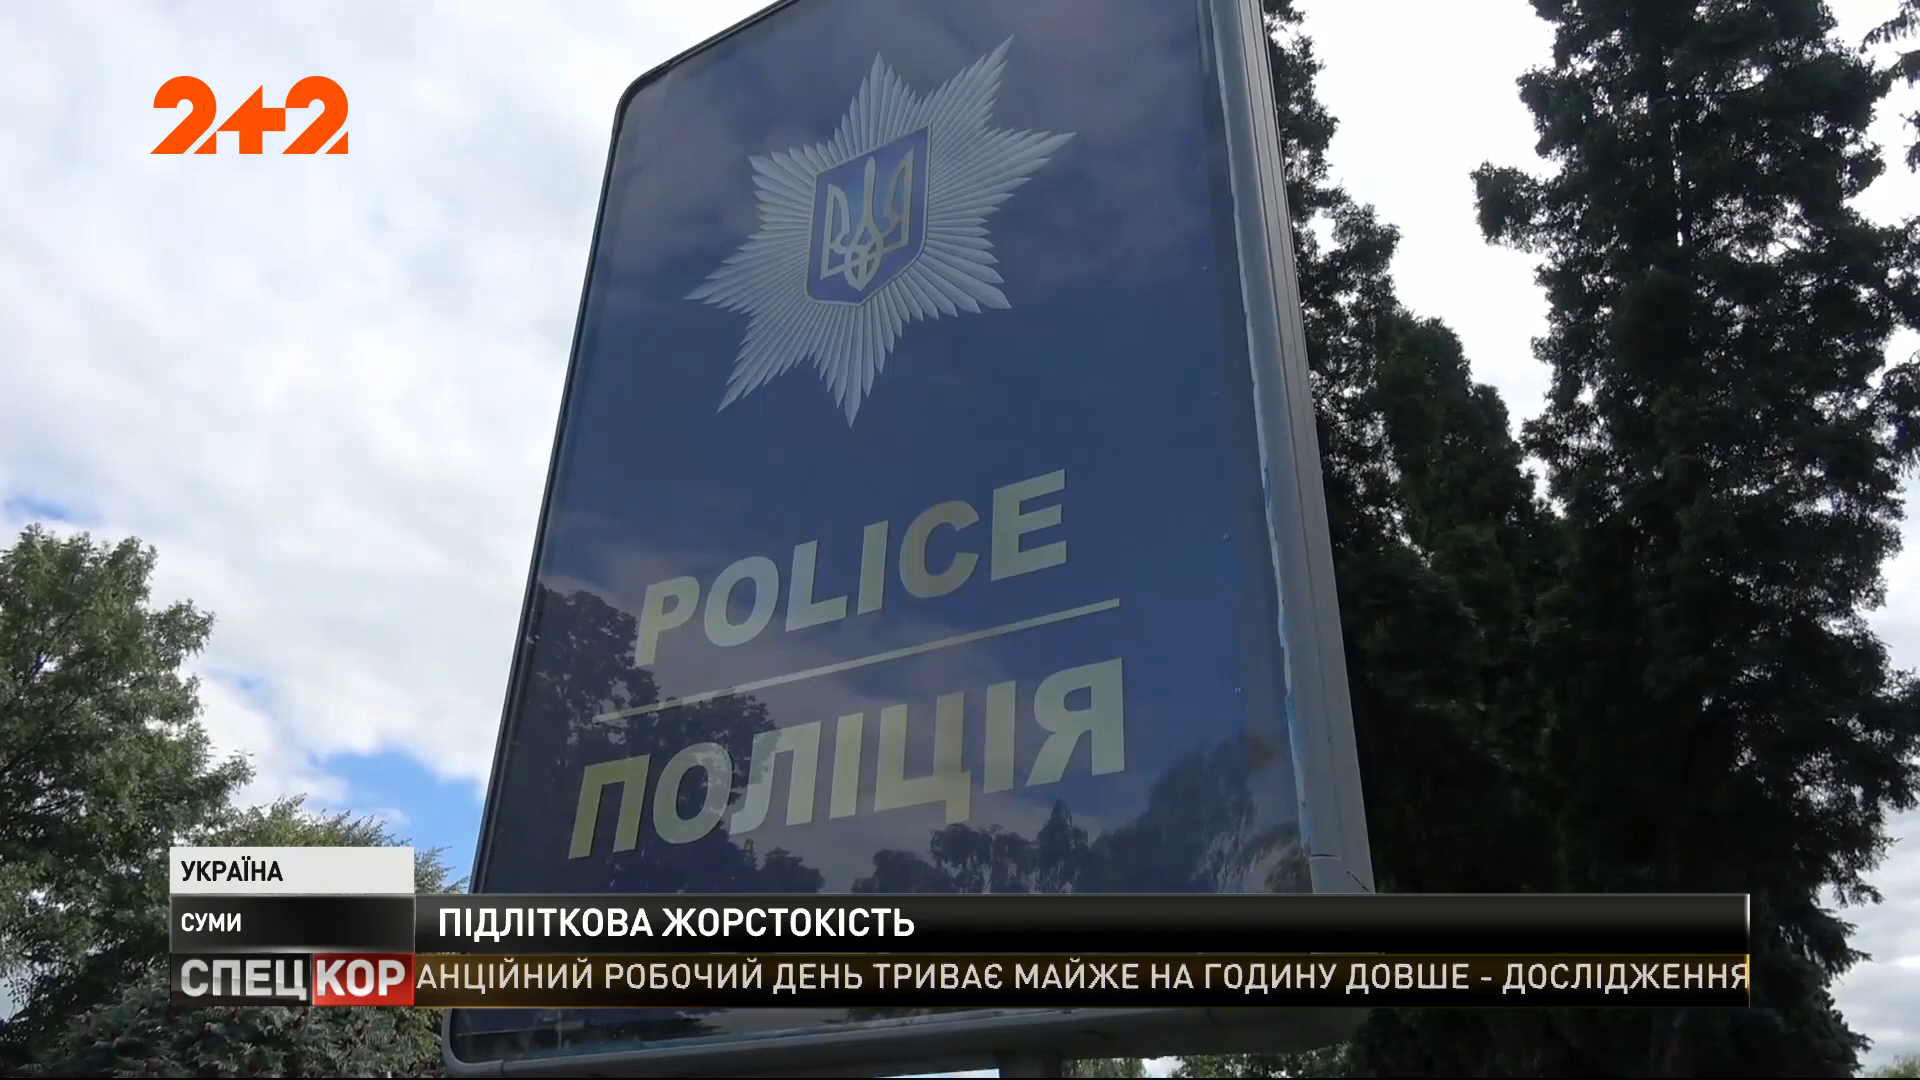 2+2
POLICE
ПОЛІЦІЯ
УКРАЇНА
СУМИ
ПІДЛІТКОВА ЖОРСТОКІСТЬ
СПЕЦКОР
АНЦІЙНИЙ РОБОЧИЙ ДЕНЬ ТРИВАЄ МАЙЖЕ НА ГОДИНУ ДОВШЕ - ДОСЛІДЖЕННЯ